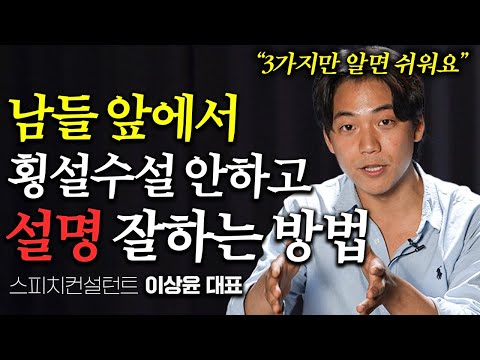 “3가지만 알면 쉬워요”
남들 앞에서
횡설수설 안하고
설명 잘하는 방법
스피치컨설턴트 이상윤 대표